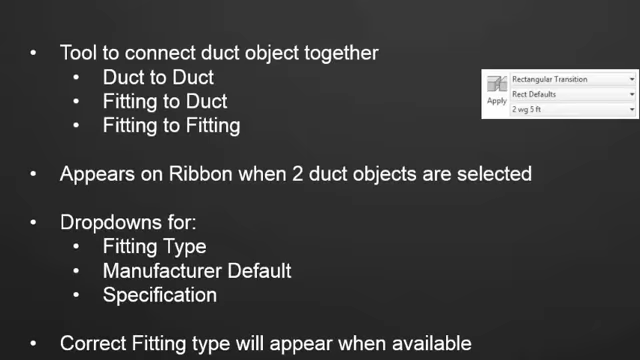 • Tool to connect duct object together
• Duct to Duct
• Fitting to Duct
• Fitting to Fitting
• Appears on Ribbon when 2 duct objects are selected
• Dropdowns for:
• Fitting Type
• Manufacturer Default
• Specification
• Correct Fitting type will appear when available
Apply
Rectangular Transition
Rect Defaults
2 wg 5 ft